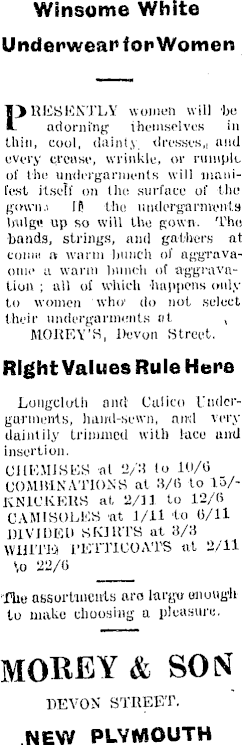 Winsome White
Underwear for Women
PRESENTLY women will be
adorning themselves in
thin, cool, dainty dresses, and
every crease, wrinkle, or rumple
of the undergarments will mani-
fest itself on the surface of the
gown. If the undergarments
bulge up so will the gown. The
bands, strings, and gathers at
come a warm bunch of aggrava-
ome a warm bunch of aggrava-
tion ; all of which happens only
to women who do not select
their undergarments at
MOREY'S, Devon Street.
Right Values Rule Here
Longcloth and Calico Under-
garments, hand-sewn, and very
daintily trimmed with lace and
insertion.
CHEMISES at 2/3 to 10/6
COMBINATIONS at 3/6 to 15/-
KNICKERS at 2/11 to 12/6
CAMISOLES at 1/11 to 6/11
DIVIDED SKIRTS at 3/3
WHITE PETTICOATS at 2/11
to 22/6
The assortments are large enough
to make choosing a pleasure.
MOREY & SON
DEVON STREET.
NEW PLYMOUTH